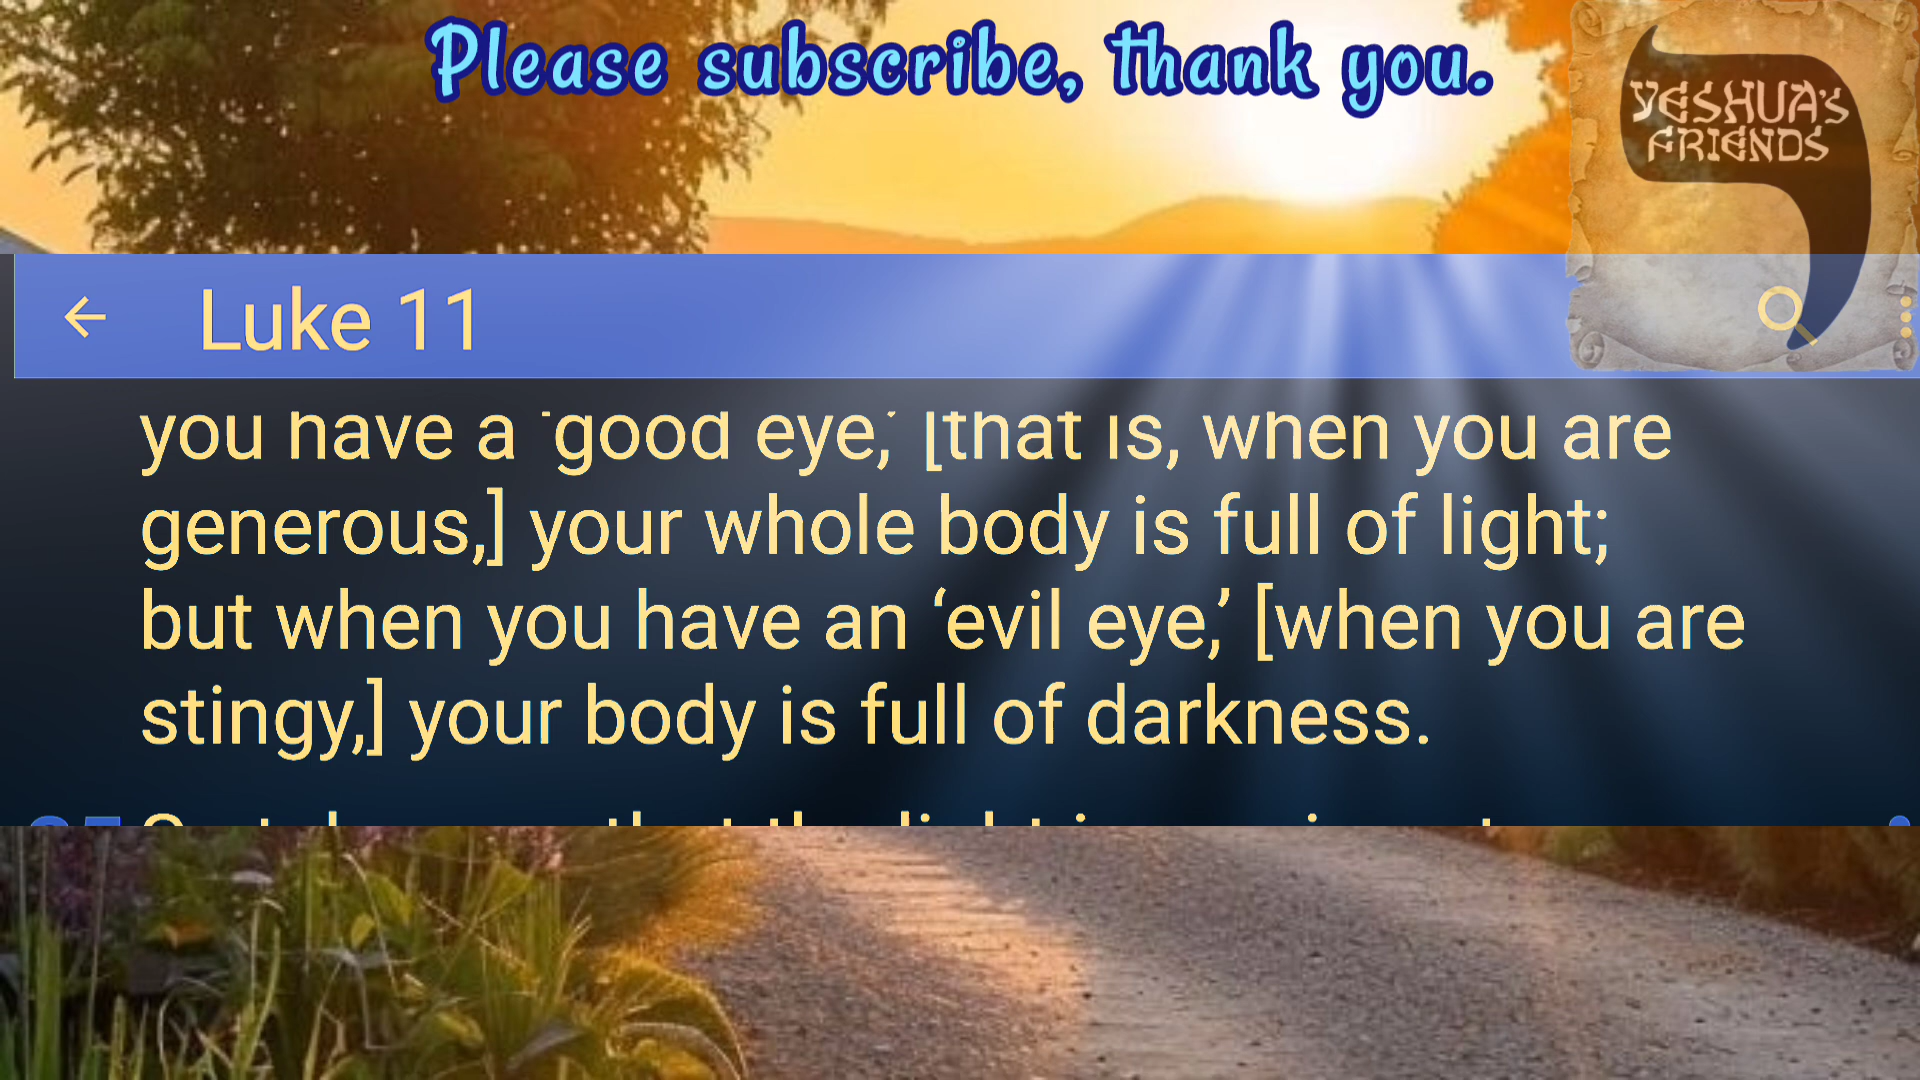 Please subscribe, thank you.
YESHUA'S
FRIENDS
Luke 11
you have a 'good eye,' [that is, when you are
generous,] your whole body is full of light;
but when you have an ‘evil eye,’ [when you are
stingy,] your body is full of darkness.